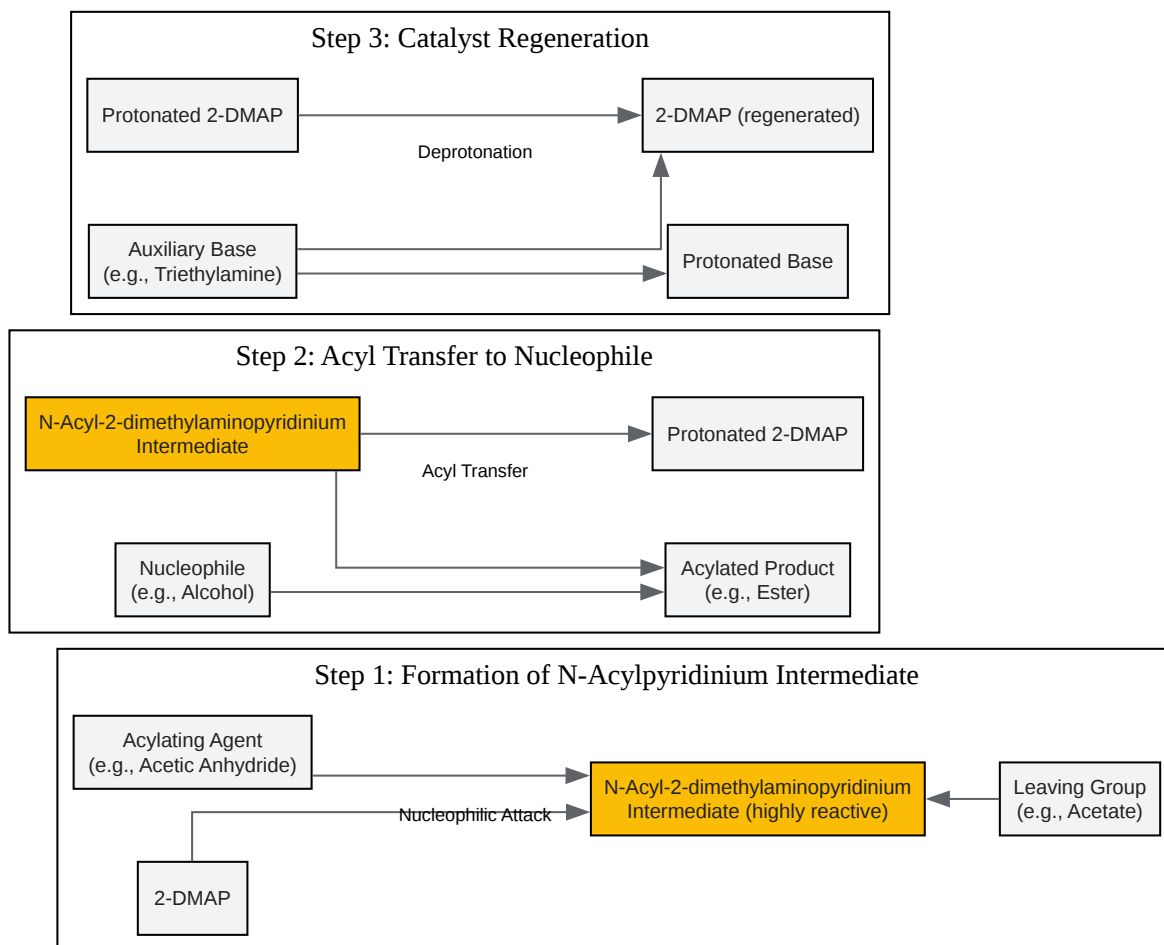 Step 3: Catalyst Regeneration
Protonated 2-DMAP
2-DMAP (regenerated)
Deprotonation
Auxiliary Base
(e.g., Triethylamine)
Protonated Base
Step 2: Acyl Transfer to Nucleophile
N-Acyl-2-dimethylaminopyridinium
Intermediate
Protonated 2-DMAP
Acyl Transfer
Nucleophile
(e.g., Alcohol)
Acylated Product
(e.g., Ester)
Step 1: Formation of N-Acylpyridinium Intermediate
Acylating Agent
(e.g., Acetic Anhydride)
N-Acyl-2-dimethylaminopyridinium
Intermediate (highly reactive)
Leaving Group
(e.g., Acetate)
Nucleophilic Attack
2-DMAP